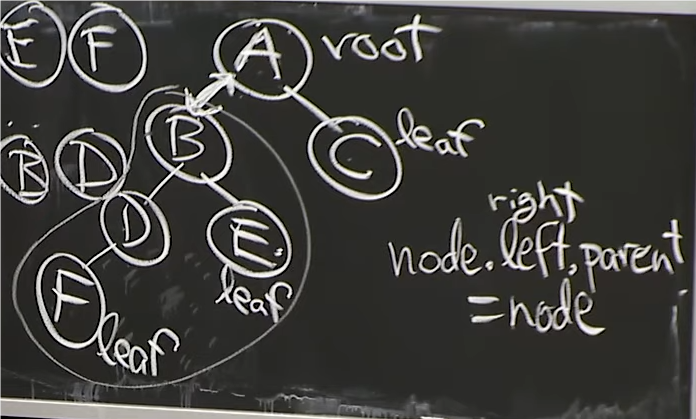 E F
A root
B
C leaf
B D
D
E
F
leaf
leaf
right
node.left.parent
=node